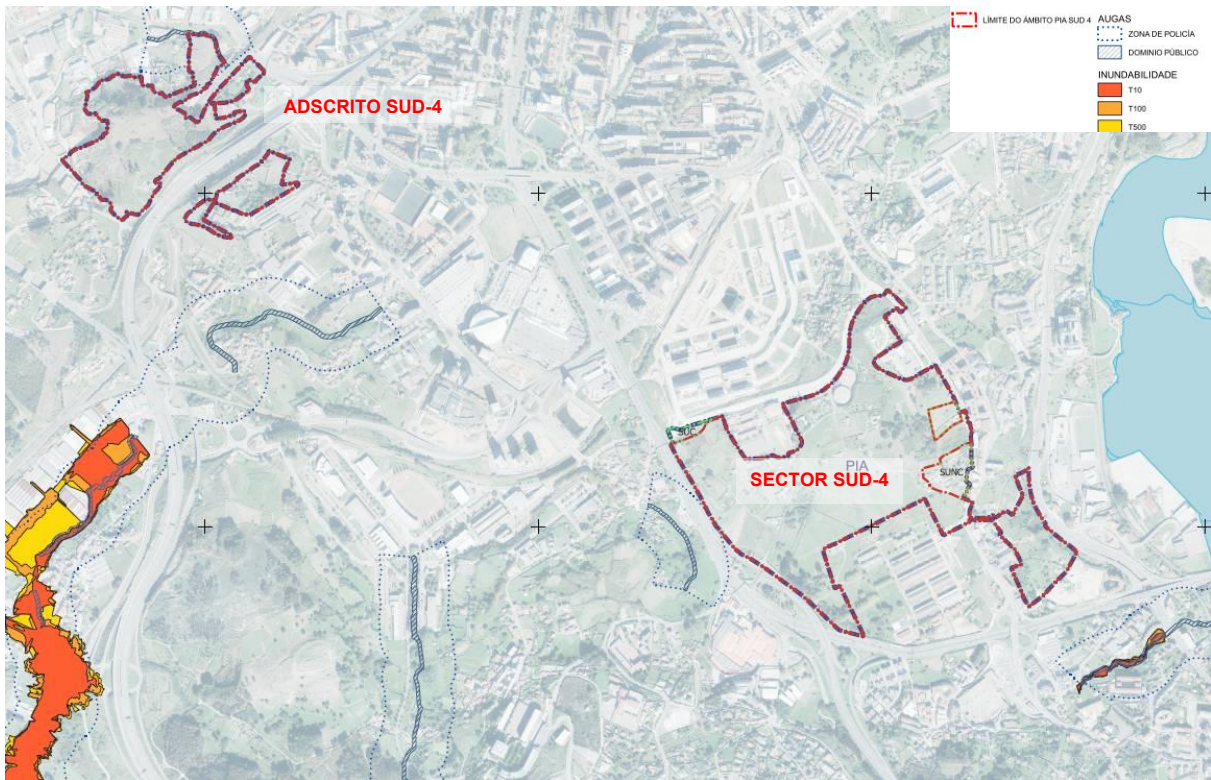 LÍMITE DO ÁMBITO PIA SUD 4
AUGAS
ZONA DE POLICÍA
DOMINIO PÚBLICO
INUNDABILIDADE
T10
T100
T500
ADSCRITO SUD-4
SUC
PIA
SECTOR SUD-4
SUNC